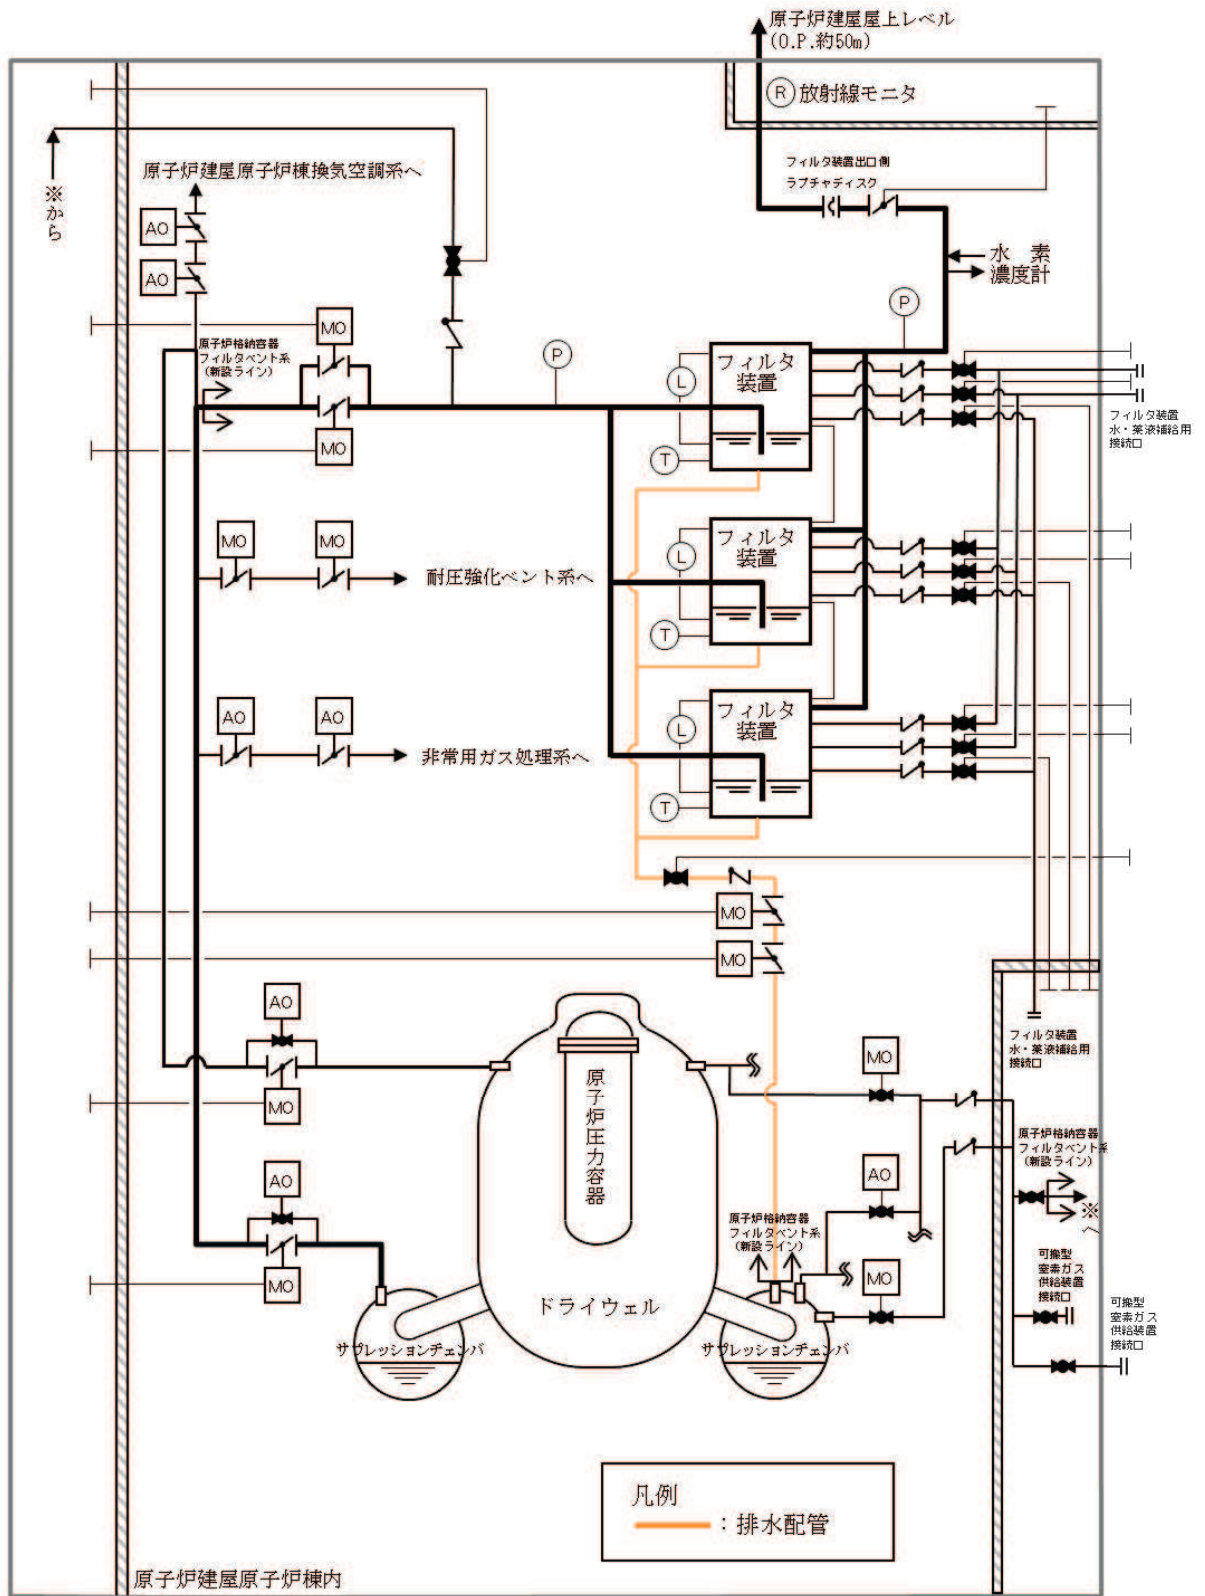 原子炉建屋屋上レベル
(O.P.約50m)
R 放射線モニタ
フィルタ装置出口側
ラプチャディスク
※から
原子炉建屋原子炉棟換気空調系へ
AO
AO
水 素
濃度計
P
MO
原子炉格納容器
フィルタベント系
(新設ライン)
P
フィルタ
装置
L
T
MO
フィルタ装置
水・薬液補給用
接続口
MO
MO
耐圧強化ベント系へ
フィルタ
装置
L
T
AO
AO
非常用ガス処理系へ
フィルタ
装置
L
T
MO
MO
AO
MO
原子炉圧力容器
フィルタ装置
水・薬液補給用
接続口
MO
原子炉格納容器
フィルタベント系
(新設ライン)
※へ
AO
AO
MO
原子炉格納容器
フィルタベント系
(新設ライン)
MO
可搬型
窒素ガス
供給装置
接続口
可搬型
窒素ガス
供給装置
接続口
ドライウェル
サプレッションチェンバ
サプレッションチェンバ
凡例
：排水配管
原子炉建屋原子炉棟内